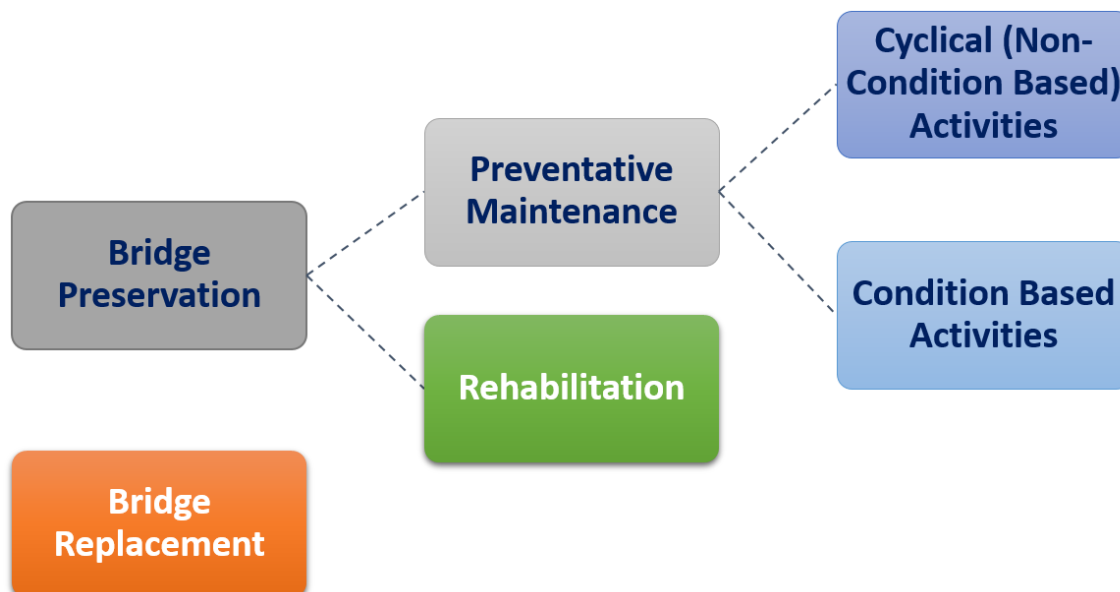 Cyclical (Non-
Condition Based)
Activities
Preventative
Maintenance
Bridge
Preservation
Condition Based
Activities
Rehabilitation
Bridge
Replacement